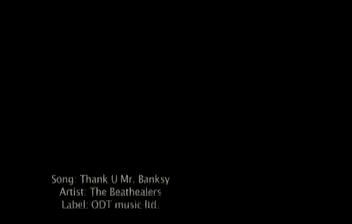 Song: Thank U Mr. Banksy
Artist: The Beathealers
Label: ODT music ltd.